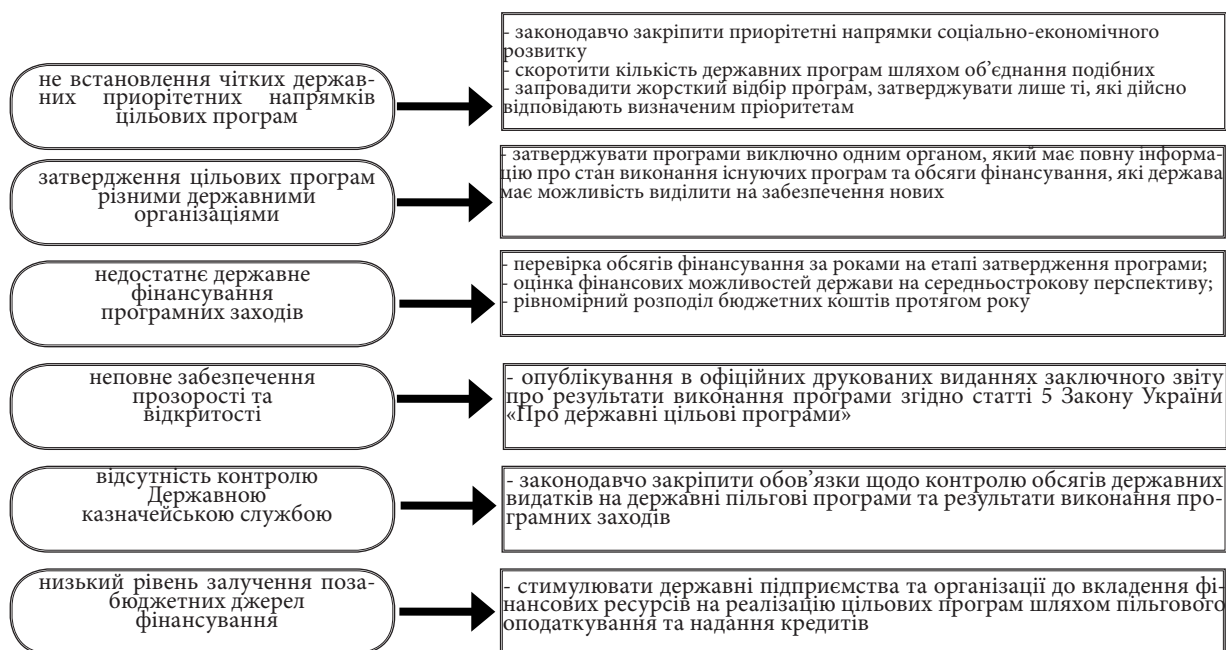 не встановлення чітких держав-
них приорітетних напрямків
цільових програм
- законодавчо закріпити приорітетні напрямки соціально-економічного
розвитку
- скоротити кількість державних програм шляхом об’єднання подібних
- запровадити жорсткий відбір програм, затверджувати лише ті, які дійсно
відповідають визначеним пріоритетам
затвердження цільових програм
різними державними
організаціями
- затверджувати програми виключно одним органом, який має повну інформа-
цію про стан виконання існуючих програм та обсяги фінансування, які держава
має можливість виділити на забезпечення нових
недостатнє державне
фінансування
програмних заходів
- перевірка обсягів фінансування за роками на етапі затвердження програми;
- оцінка фінансових можливостей держави на середньострокову перспективу;
- рівномірний розподіл бюджетних коштів протягом року
неповне забезпечення
прозорості та
відкритості
- опублікування в офіційних друкованих виданнях заключного звіту
про результати виконання програми згідно статті 5 Закону України
«Про державні цільові програми»
відсутність контролю
Державною
казначейською службою
- законодавчо закріпити обов’язки щодо контролю обсягів державних
видатків на державні пільгові програми та результати виконання про-
грамних заходів
низький рівень залучення поза-
бюджетних джерел
фінансування
- стимулювати державні підприємства та організації до вкладення фі-
нансових ресурсів на реалізацію цільових програм шляхом пільгового
оподаткування та надання кредитів